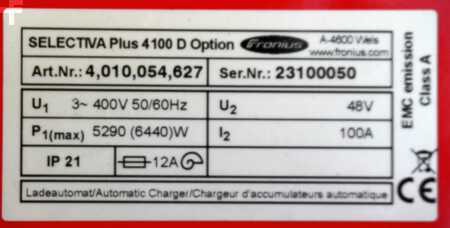 SELECTIVA Plus 4100 D Option Fronius A-4600 Wels
www.fronius.com
Art.Nr.: 4,010,054,627 Ser.Nr.: 23100050
U1 3~ 400V 50/60Hz U2 48V
P1(max) 5290 (6440)W I2 100A
IP 21 12A
Ladeautomat/Automatic Charger/Chargeur d'accumulateurs automatique
EMC emission
Class A
CE